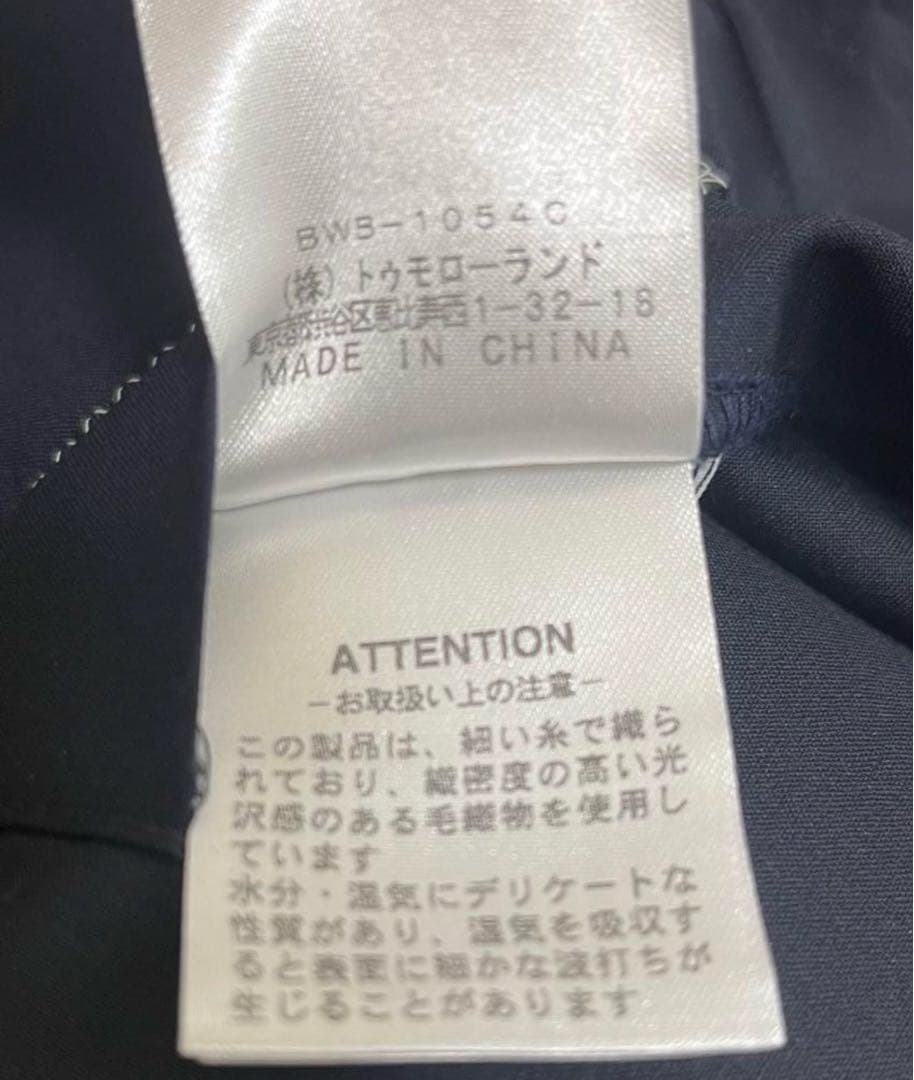 BWB-1054C
(株)トゥモローランド
東京都渋谷区恵比寿西1-32-18
MADE IN CHINA
ATTENTION
-お取扱い上の注意-
この製品は、細い糸で織ら
れており、織密度の高い光
沢感のある毛織物を使用し
ています
水分・湿気にデリケートな
性質があり、湿気を吸収す
ると表面に細かな波打ちが
生じることがあります